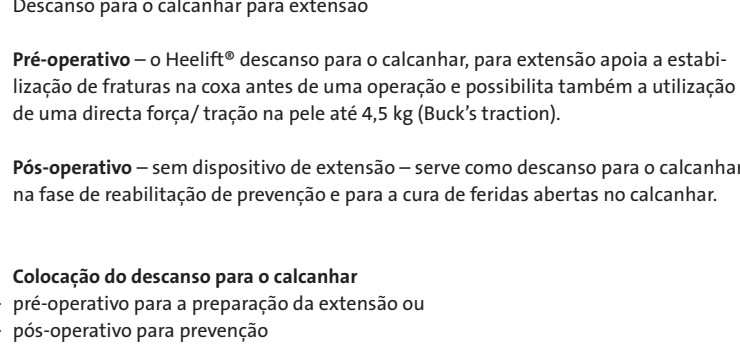 Descanso para o calcanhar para extensão
Pré-operativo – o Heelift® descanso para o calcanhar, para extensão apoia a estabi-
lização de fraturas na coxa antes de uma operação e possibilita também a utilização
de uma directa força/ tração na pele até 4,5 kg (Buck’s traction).
Pós-operativo – sem dispositivo de extensão – serve como descanso para o calcanhar
na fase de reabilitação de prevenção e para a cura de feridas abertas no calcanhar.
Colocação do descanso para o calcanhar
- pré-operativo para a preparação da extensão ou
- pós-operativo para prevenção